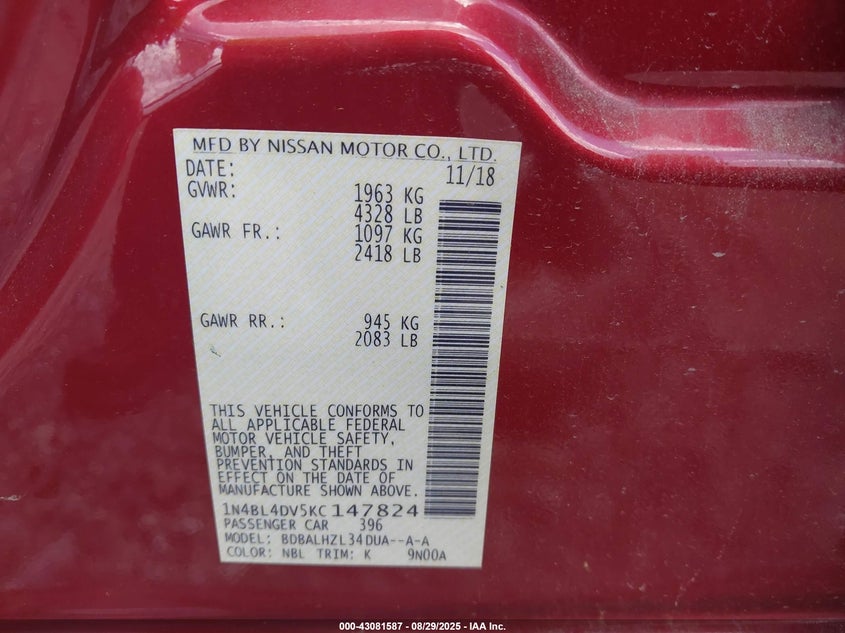 MFD BY NISSAN MOTOR CO., LTD.
DATE: 11/18
GVWR: 1963 KG
4328 LB
GAWR FR.: 1097 KG
2418 LB
GAWR RR.: 945 KG
2083 LB
THIS VEHICLE CONFORMS TO
ALL APPLICABLE FEDERAL
MOTOR VEHICLE SAFETY,
BUMPER, AND THEFT
PREVENTION STANDARDS IN
EFFECT ON THE DATE OF
MANUFACTURE SHOWN ABOVE.
1N4BL4DV5KC147824
PASSENGER CAR 396
MODEL: BDBALHZL34DUA--A-A
COLOR: NBL TRIM: K 9N00A
000-43081587 - 08/29/2025 - IAA Inc.